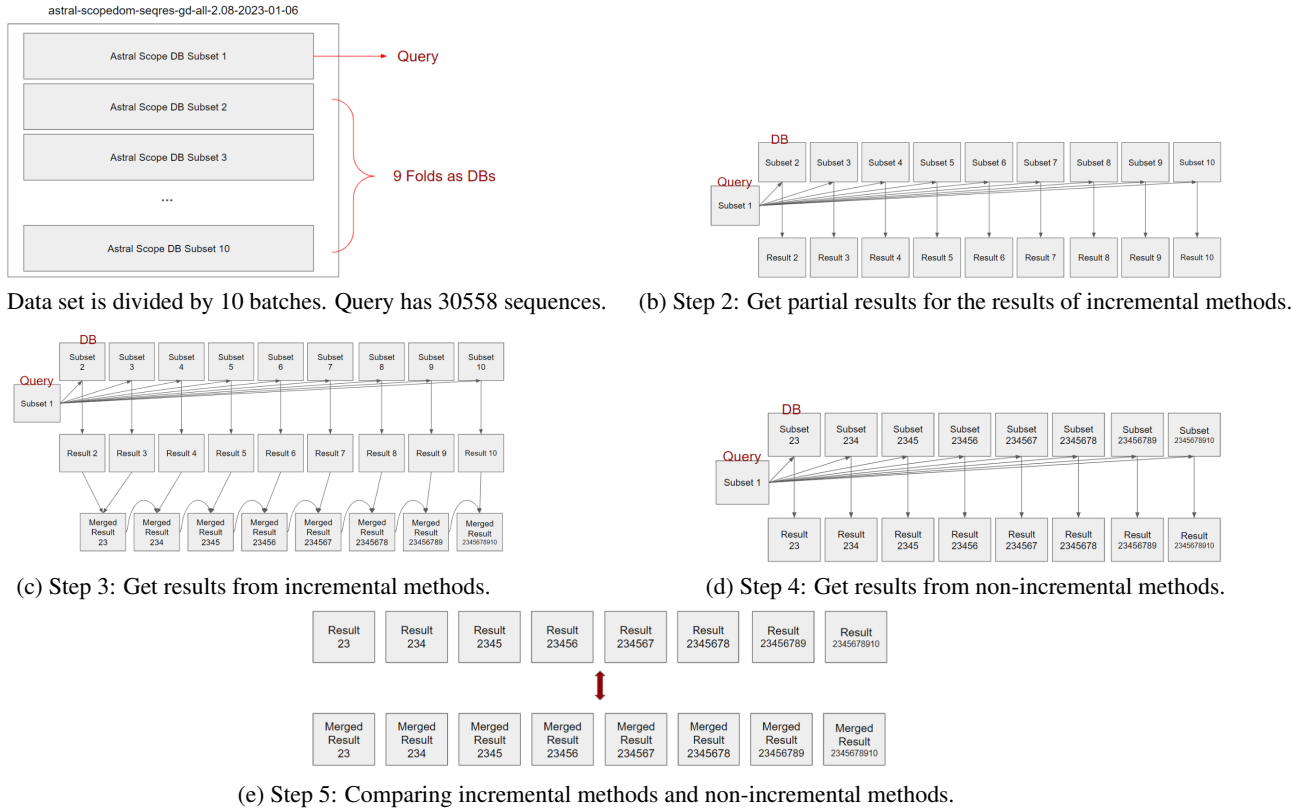 astral-scopedom-seqres-gd-all-2.08-2023-01-06
Astral Scope DB Subset 1
Query
Astral Scope DB Subset 2
Astral Scope DB Subset 3
9 Folds as DBs
...
Astral Scope DB Subset 10
Data set is divided by 10 batches. Query has 30558 sequences.
DB
Subset 2 Subset 3 Subset 4 Subset 5 Subset 6 Subset 7 Subset 8 Subset 9 Subset 10
Query
Subset 1
Result 2 Result 3 Result 4 Result 5 Result 6 Result 7 Result 8 Result 9 Result 10
(b) Step 2: Get partial results for the results of incremental methods.
DB
Subset Subset Subset Subset Subset Subset Subset Subset Subset
2 3 4 5 6 7 8 9 10
Query
Subset 1
Result 2 Result 3 Result 4 Result 5 Result 6 Result 7 Result 8 Result 9 Result 10
Merged Merged Merged Merged Merged Merged Merged Merged
Result Result Result Result Result Result Result Result
23 234 2345 23456 234567 2345678 23456789 2345678910
(c) Step 3: Get results from incremental methods.
DB
Subset Subset Subset Subset Subset Subset Subset Subset
23 234 2345 23456 234567 2345678 23456789 2345678910
Query
Subset 1
Result Result Result Result Result Result Result Result
23 234 2345 23456 234567 2345678 23456789 2345678910
(d) Step 4: Get results from non-incremental methods.
Result Result Result Result Result Result Result Result
23 234 2345 23456 234567 2345678 23456789 2345678910
Merged Merged Merged Merged Merged Merged Merged Merged
Result Result Result Result Result Result Result Result
23 234 2345 23456 234567 2345678 23456789 2345678910
(e) Step 5: Comparing incremental methods and non-incremental methods.